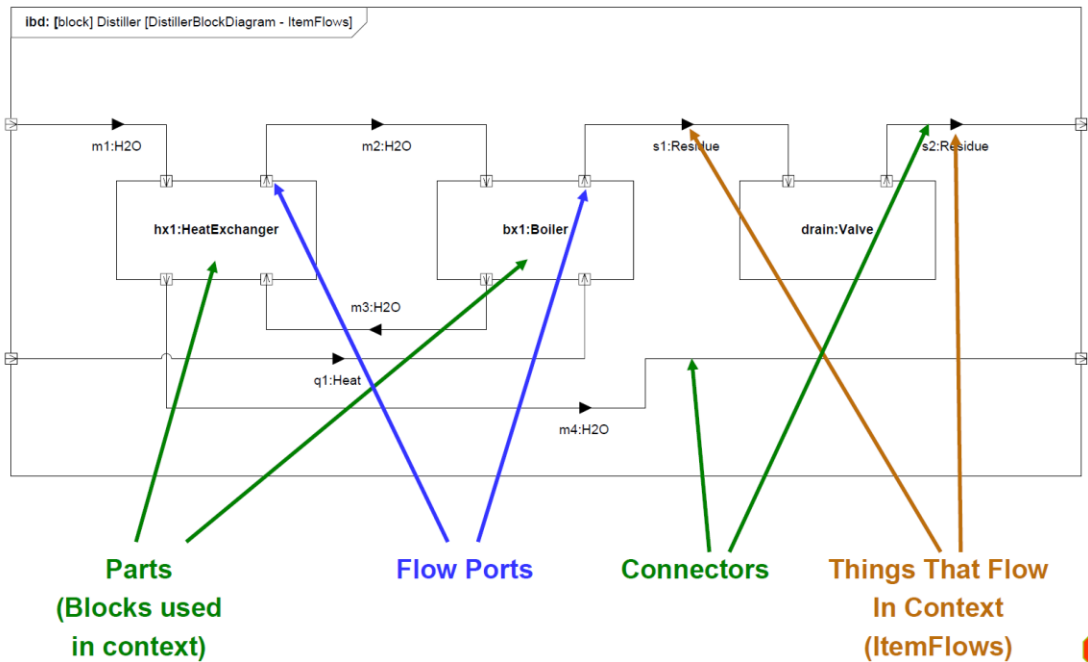 ibd: [block] Distiller [DistillerBlockDiagram - ItemFlows]
m1:H2O
m2:H2O
s1:Residue
s2:Residue
hx1:HeatExchanger
bx1:Boiler
drain:Valve
m3:H2O
q1:Heat
m4:H2O
Parts
(Blocks used
in context)
Flow Ports
Connectors
Things That Flow
In Context
(ItemFlows)